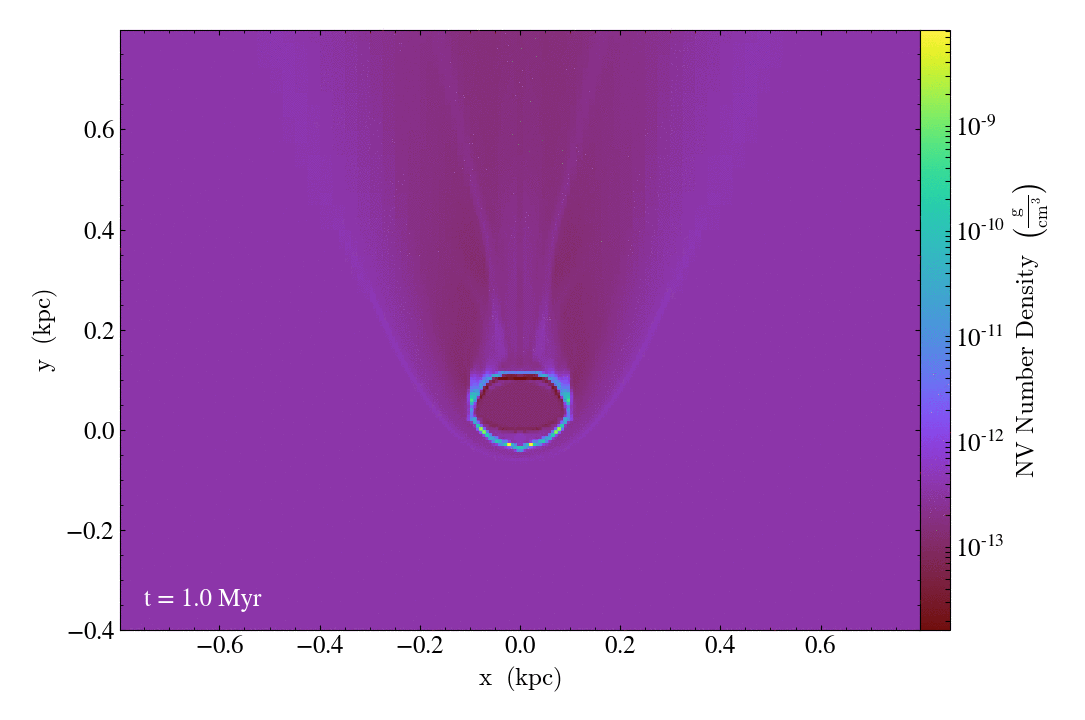 0.6
0.4
0.2
0.0
−0.2
−0.4
y (kpc)
t = 1.0 Myr
−0.6 −0.4 −0.2 0.0 0.2 0.4 0.6
x (kpc)
10-9
10-10
10-11
10-12
10-13
NV Number Density (g/cm3)